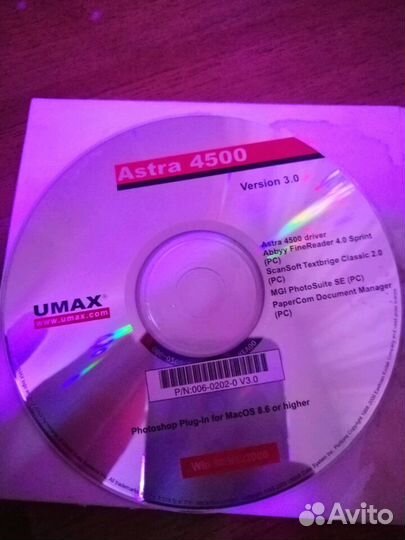 Astra 4500
Version 3.0
Astra 4500 driver
Abbyy FineReader 4.0 Sprint
(PC)
ScanSoft Textbrige Classic 2.0
(PC)
MGI PhotoSuite SE (PC)
PaperCom Document Manager
(PC)
UMAX®
www.umax.com
P/N:006-0202-0 V3.0
Photoshop Plug-in for MacOS 8.6 or higher
Win
Avito